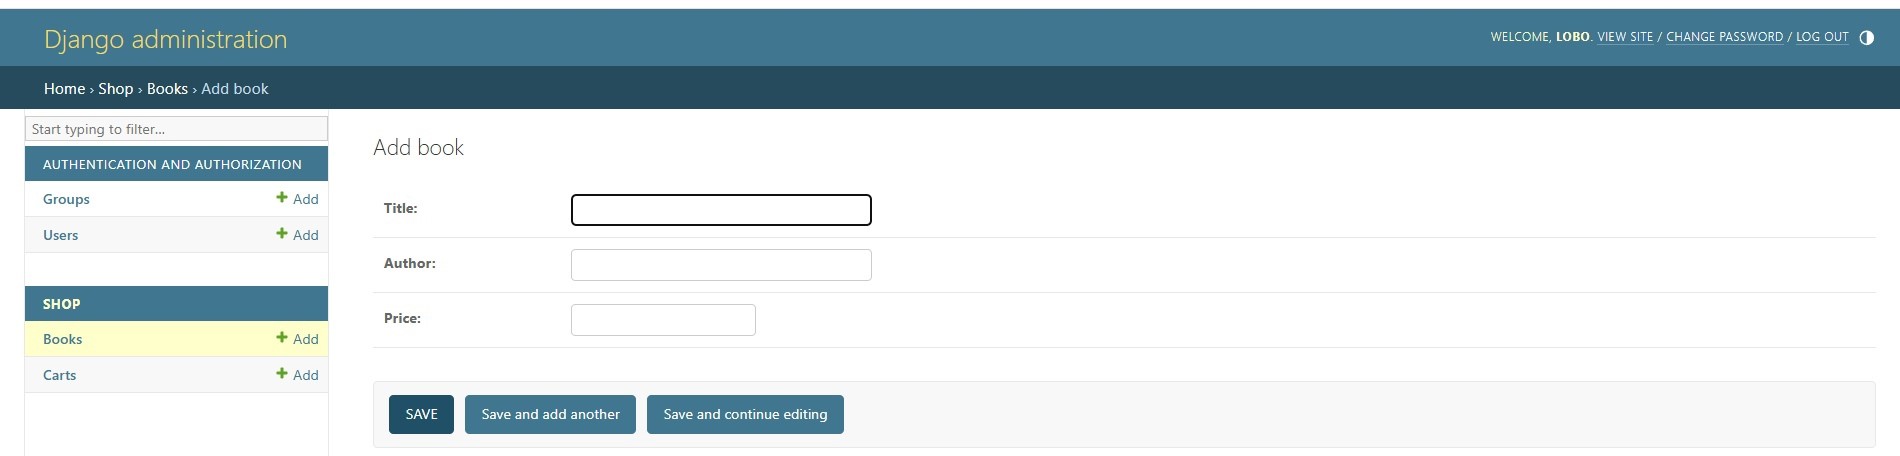 Django administration
WELCOME, LOBO. VIEW SITE / CHANGE PASSWORD / LOG OUT
Home › Shop › Books › Add book
Start typing to filter...
AUTHENTICATION AND AUTHORIZATION
Groups + Add
Users + Add
SHOP
Books + Add
Carts + Add
Add book
Title:
Author:
Price:
SAVE Save and add another Save and continue editing